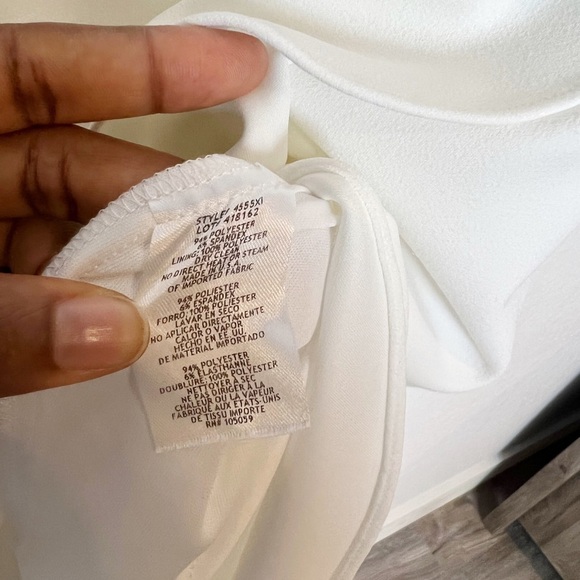 STYLE# 4555XI
LOT# 418162
94% POLYESTER
6% SPANDEX
LINING: 100% POLYESTER
DRY CLEAN
NO DIRECT HEAT OR STEAM
MADE IN U.S.A.
OF IMPORTED FABRIC
94% POLIESTER
6% ESPANDEX
FORRO, 100% POLIESTER
LAVAR EN SECO
NO APLICAR DIRECTAMENTE
CALOR O VAPOR
HECHO EN EE UU,
DE MATERIAL IMPORTADO
94% POLYESTER
6% ELASTHANNE
DOUBLURE: 100% POLYESTER
NETTOYER A SEC
NE PAS DIRIGER A LA
CHALEUR OU LA VAPEUR
FABRIQUE AUX ETATS-UNIS
DE TISSU IMPORTE
RN# 105059